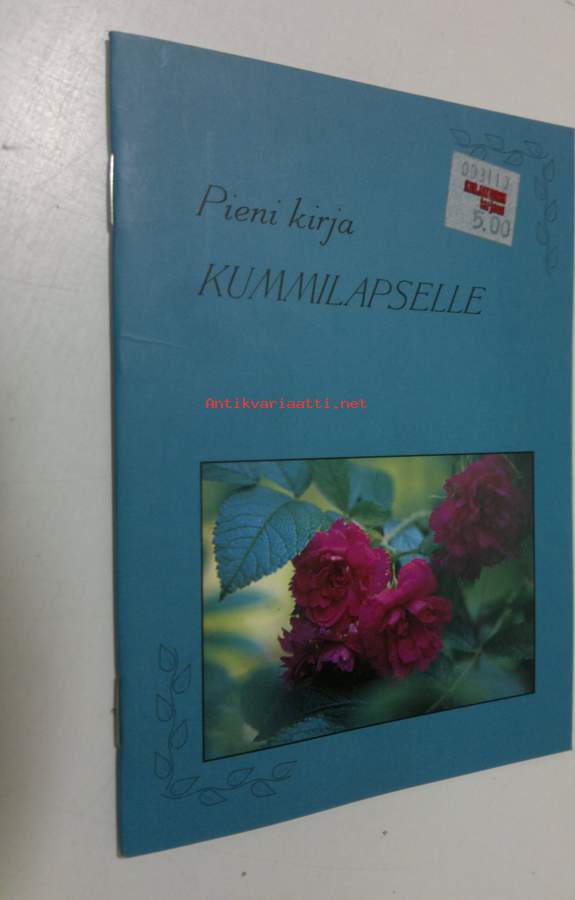 Pieni kirja
KUMMILAPSELLE
5.00
Antikvariaatti.net